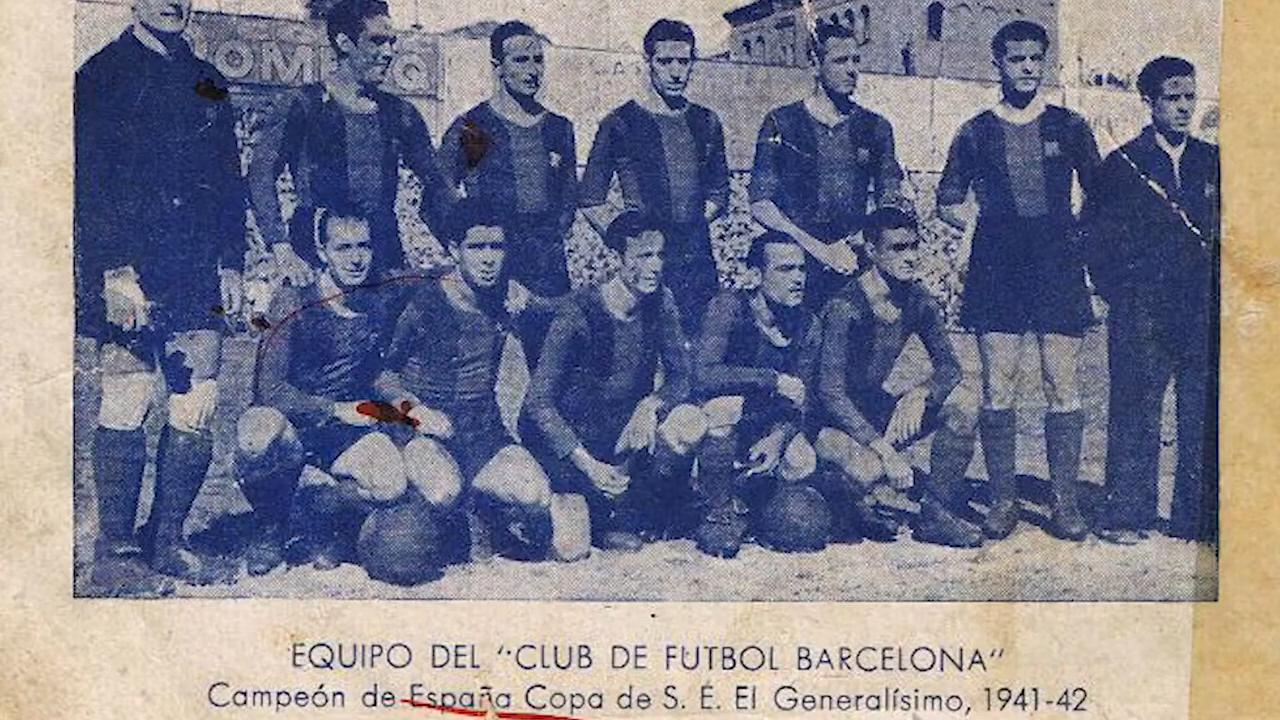 EQUIPO DEL "CLUB DE FUTBOL BARCELONA"
Campeón de España Copa de S. E. El Generalísimo, 1941-42